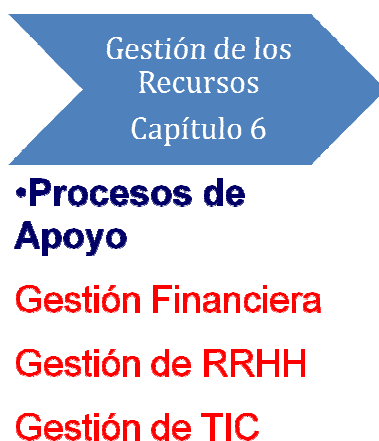 Gestión de los
Recursos
Capítulo 6
•Procesos de
Apoyo
Gestión Financiera
Gestión de RRHH
Gestión de TIC